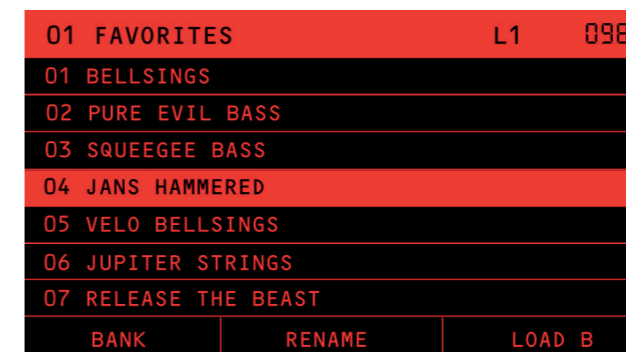 01 FAVORITES L1
01 BELLSINGS
02 PURE EVIL BASS
03 SQUEEGEE BASS
04 JANS HAMMERED
05 VELO BELLSINGS
06 JUPITER STRINGS
07 RELEASE THE BEAST
BANK RENAME LOAD B